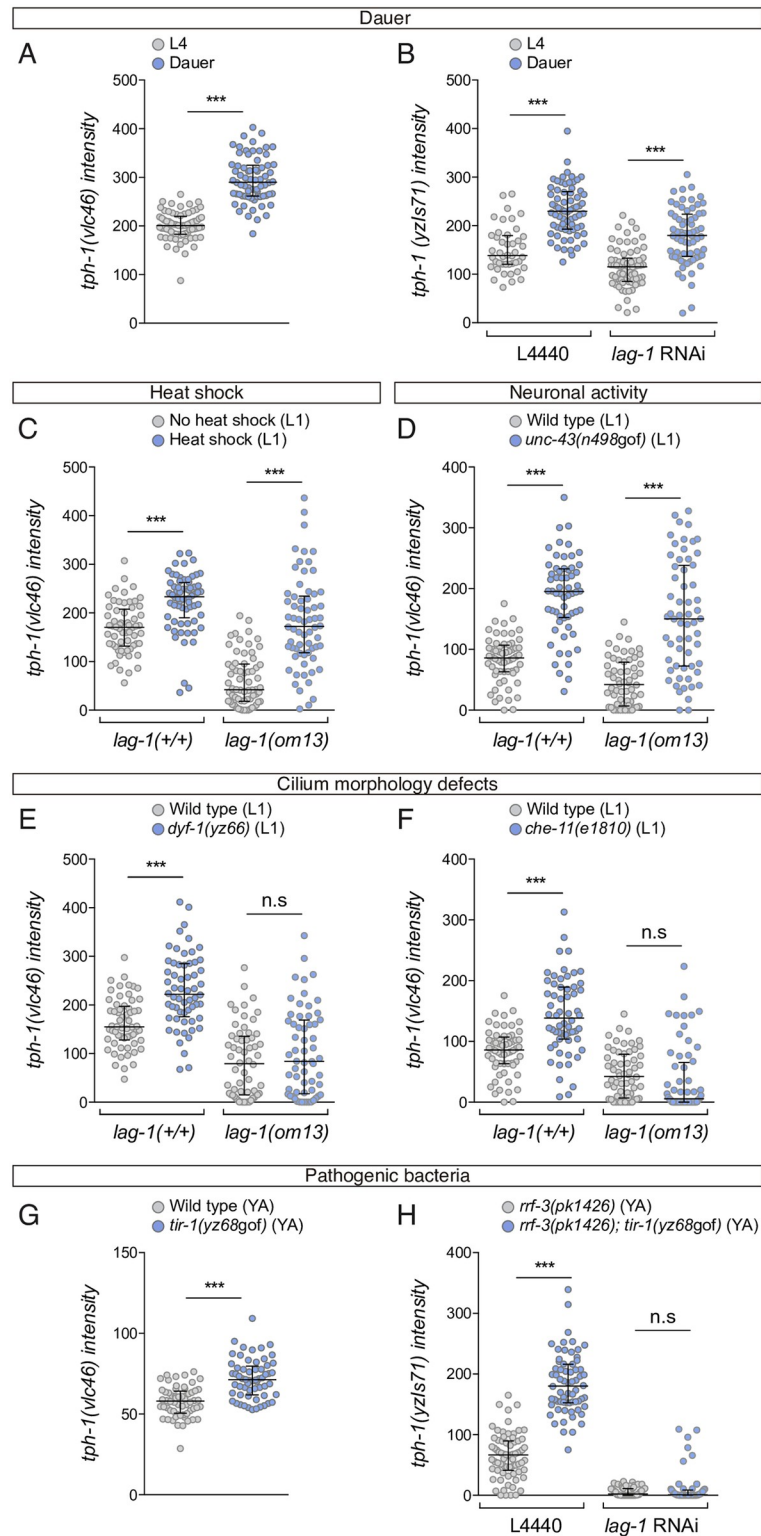 Dauer
A
L4
Dauer
tph-1(vlc46) intensity
500
400
300
200
100
0
***
B
L4
Dauer
tph-1 (yzIs71) intensity
500
400
300
200
100
0
***
***
L4440
lag-1 RNAi
Heat shock
C
No heat shock (L1)
Heat shock (L1)
tph-1(vlc46) intensity
500
400
300
200
100
0
***
***
lag-1(+/+)
lag-1(om13)
Neuronal activity
D
Wild type (L1)
unc-43(n498gof) (L1)
tph-1(vlc46) intensity
400
300
200
100
0
***
***
lag-1(+/+)
lag-1(om13)
Cilium morphology defects
E
Wild type (L1)
dyf-1(yz66) (L1)
tph-1(vlc46) intensity
500
400
300
200
100
0
***
n.s
lag-1(+/+)
lag-1(om13)
F
Wild type (L1)
che-11(e1810) (L1)
tph-1(vlc46) intensity
400
300
200
100
0
***
n.s
lag-1(+/+)
lag-1(om13)
Pathogenic bacteria
G
Wild type (YA)
tir-1(yz68gof) (YA)
tph-1(vlc46) intensity
150
100
50
0
***
H
rrf-3(pk1426) (YA)
rrf-3(pk1426); tir-1(yz68gof) (YA)
tph-1(yzIs71) intensity
400
300
200
100
0
***
n.s
L4440
lag-1 RNAi